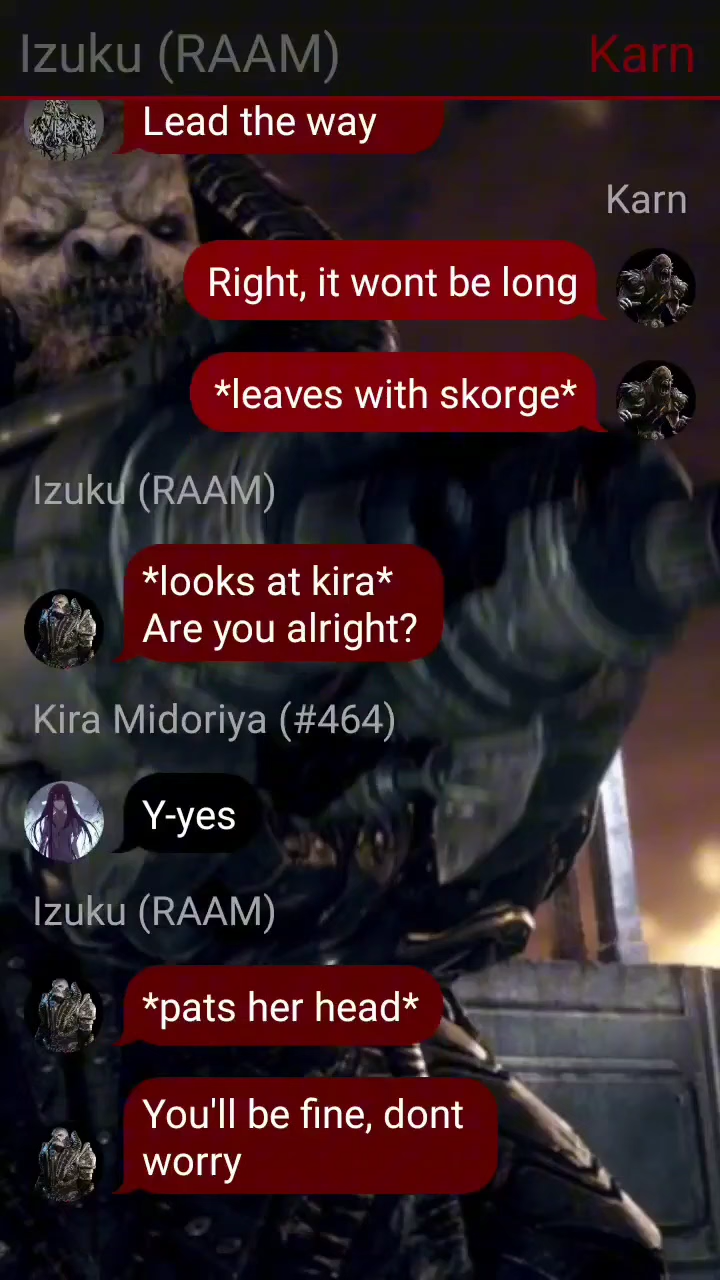 Izuku (RAAM)
Karn
Lead the way
Karn
Right, it wont be long
*leaves with skorge*
Izuku (RAAM)
*looks at kira*
Are you alright?
Kira Midoriya (#464)
Y-yes
Izuku (RAAM)
*pats her head*
You'll be fine, dont
worry